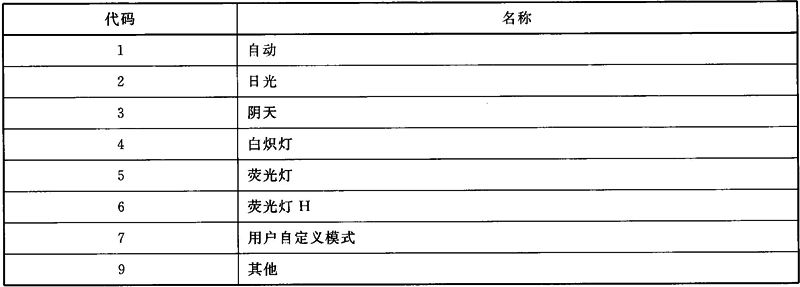 代码 名称
1 自动
2 日光
3 阴天
4 白炽灯
5 荧光灯
6 荧光灯 H
7 用户自定义模式
9 其他